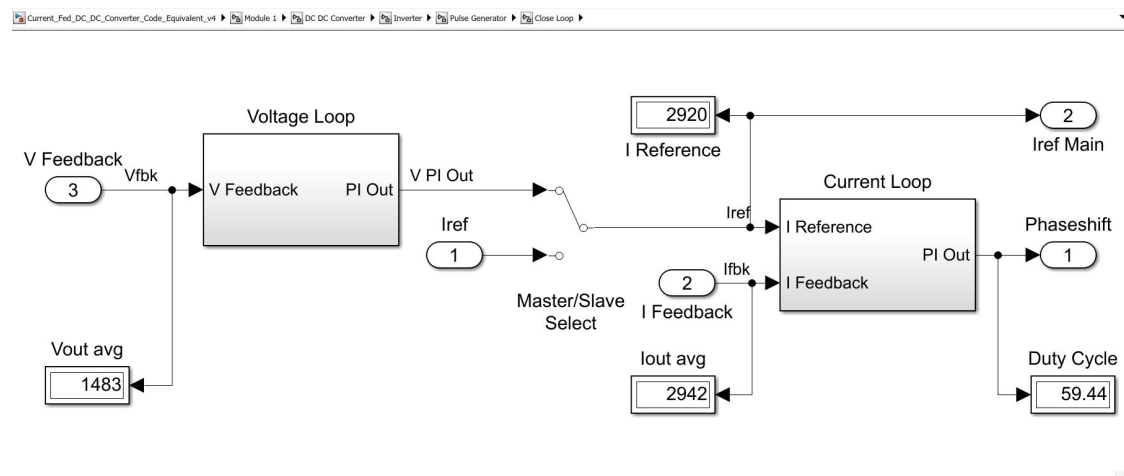 Current_Fed_DC_DC_Converter_Code_Equivalent_v4 Module 1 DC DC Converter Inverter Pulse Generator Close Loop
Voltage Loop
V Feedback
3
Vfbk
V Feedback
PI Out
V PI Out
Iref
1
Master/Slave
Select
2920
I Reference
2
Iref Main
Current Loop
Iref
I Reference
PI Out
I Feedback
Ifbk
2
I Feedback
Phaseshift
1
Vout avg
1483
Iout avg
2942
Duty Cycle
59.44